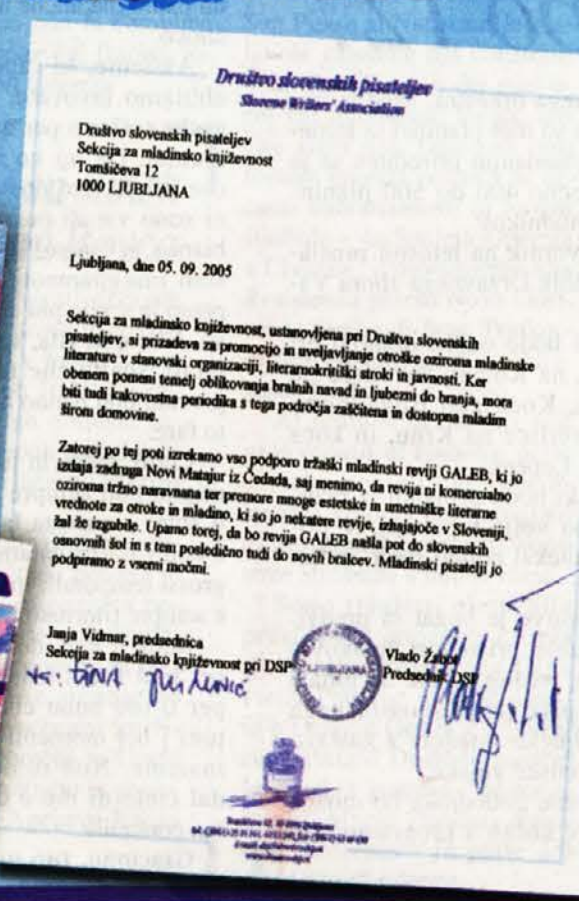 Društvo slovenskih pisateljev
Slovene Writers' Association
Društvo slovenskih pisateljev
Sekcija za mladinsko književnost
Tomšičeva 12
1000 LJUBLJANA
Ljubljana, dne 05. 09. 2005
Sekcija za mladinsko književnost, ustanovljena pri Društvu slovenskih
pisateljev, si prizadeva za promocijo in uveljavljanje otroške oziroma mladinske
literature v stanovski organizaciji, literarnokritiški stroki in javnosti. Ker
obenem pomeni temelj oblikovanja bralnih navad in ljubezni do branja, mora
biti tudi kakovostna periodika s tega področja zaščitena in dostopna mladim
širom domovine.
Zatorej po tej poti izrekamo vso podporo tržaški mladinski reviji GALEB, ki jo
izdaja zadruga Novi Matajur iz Čedada, saj menimo, da revija ni komercialno
oziroma tržno naravnana ter premore mnoge estetske in umetniške literarne
vrednote za otroke in mladino, ki so jo nekatere revije, izhajajoče v Sloveniji,
žal že izgubile. Upamo torej, da bo revija GALEB našla pot do slovenskih
osnovnih šol in s tem posledično tudi do novih bralcev. Mladinski pisatelji jo
podpiramo z vsemi močmi.
Janja Vidmar, predsednica
Sekcija za mladinsko književnost pri DSP
LJUBLJANA
Vlado Žabot
Predsednik DSP